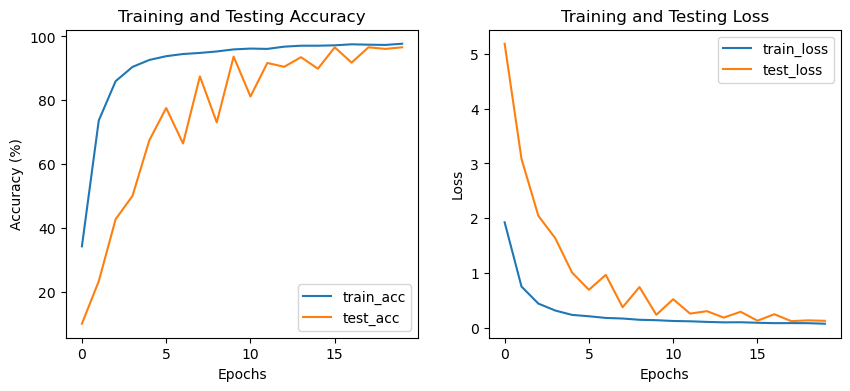 Training and Testing Accuracy
100
80
60
40
20
Accuracy (%)
0
5
10
15
Epochs
train_acc
test_acc
Training and Testing Loss
5
4
3
2
1
0
Loss
0
5
10
15
Epochs
train_loss
test_loss